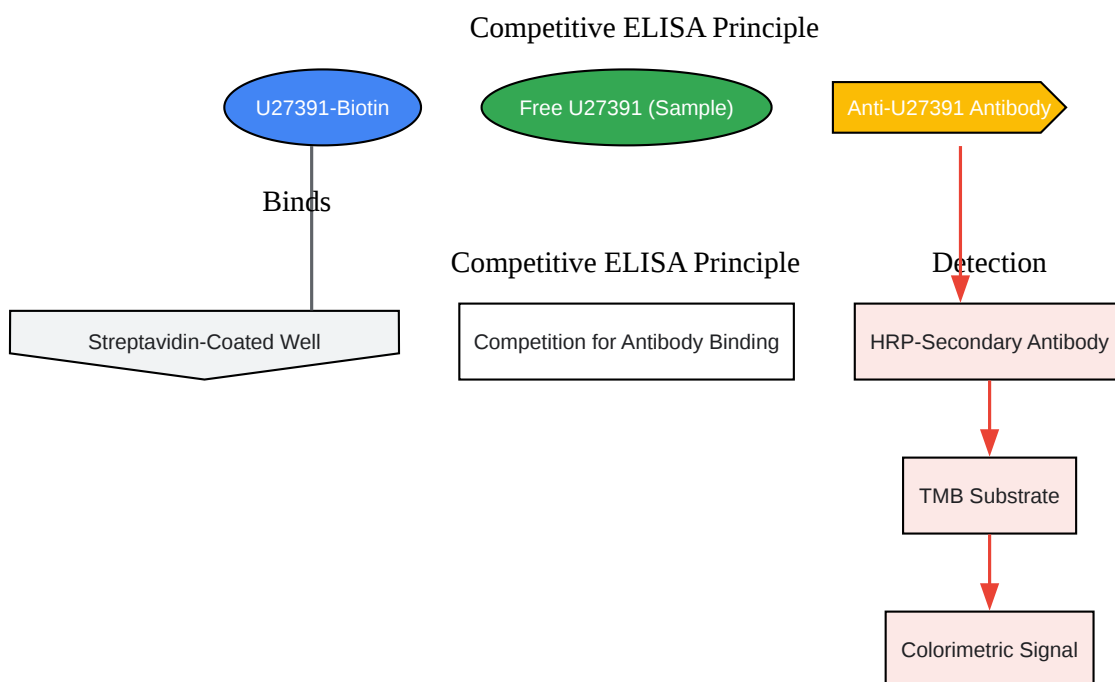 Competitive ELISA Principle
U27391-Biotin
Free U27391 (Sample)
Anti-U27391 Antibody
Binds
Competitive ELISA Principle
Detection
Streptavidin-Coated Well
Competition for Antibody Binding
HRP-Secondary Antibody
TMB Substrate
Colorimetric Signal